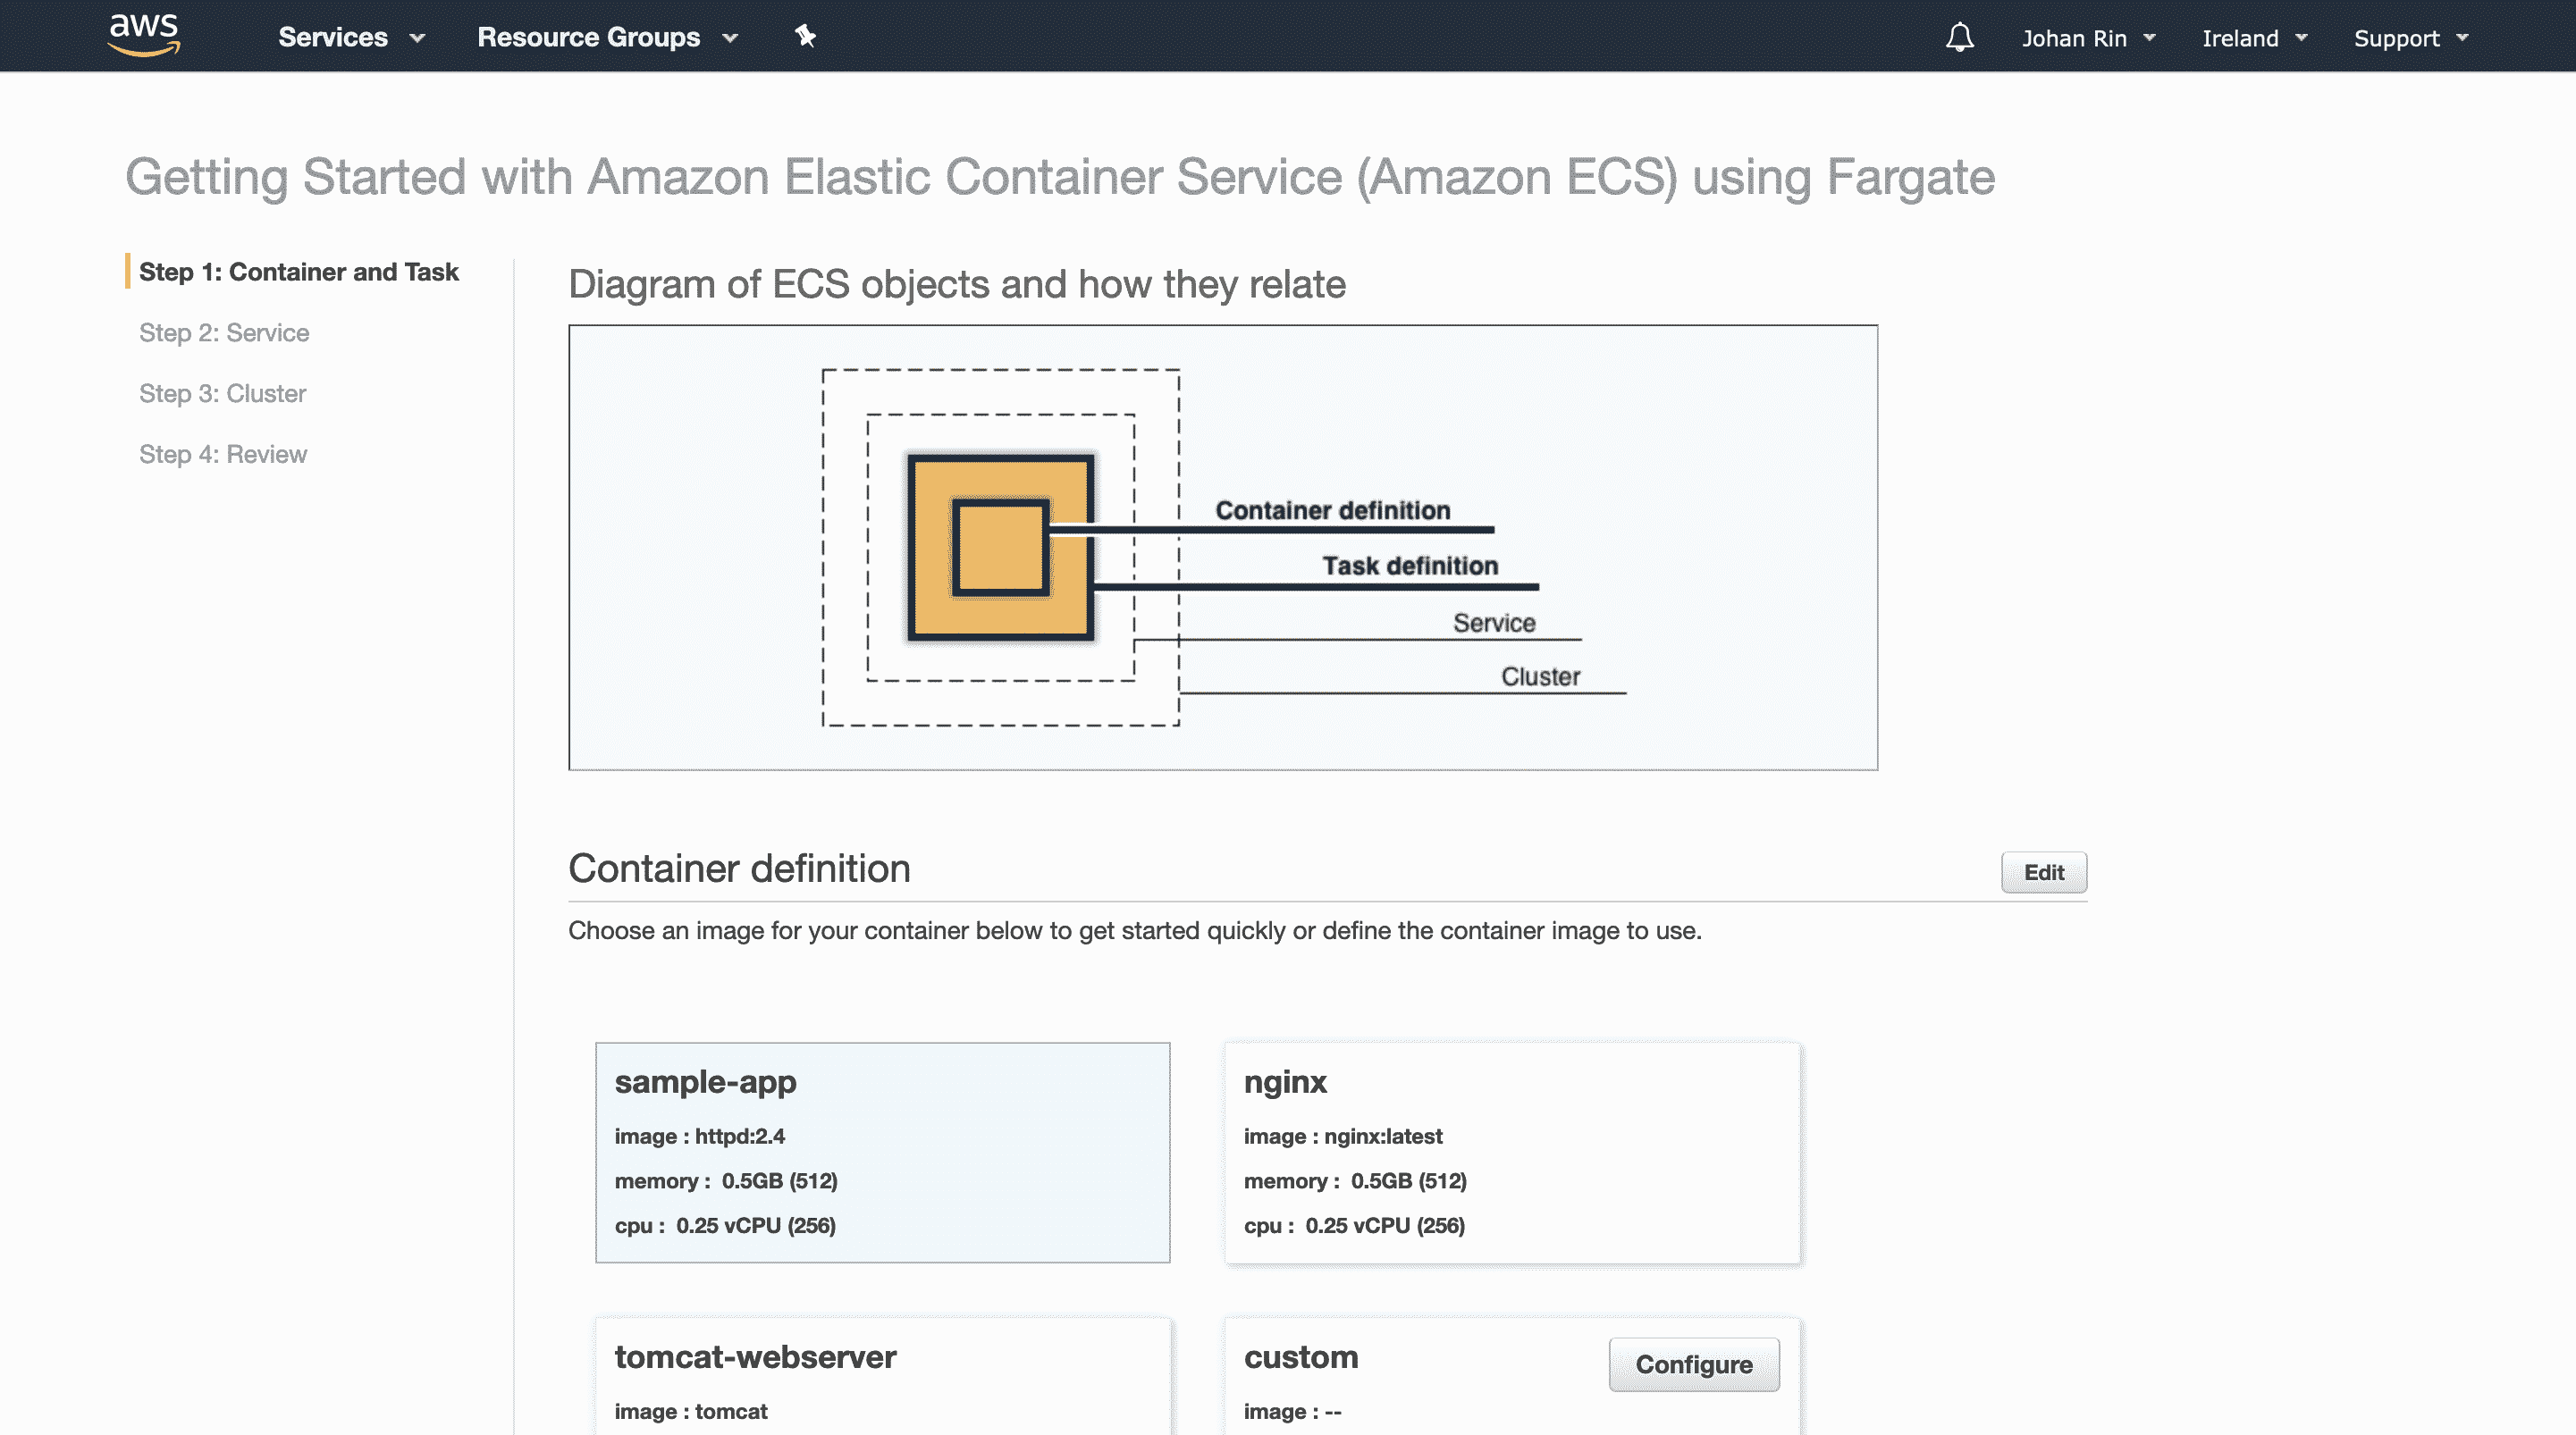 aws Services Resource Groups Johan Rin Ireland Support
Getting Started with Amazon Elastic Container Service (Amazon ECS) using Fargate
Step 1: Container and Task
Step 2: Service
Step 3: Cluster
Step 4: Review
Diagram of ECS objects and how they relate
Container definition
Task definition
Service
Cluster
Container definition
Edit
Choose an image for your container below to get started quickly or define the container image to use.
sample-app
image : httpd:2.4
memory : 0.5GB (512)
cpu : 0.25 vCPU (256)
nginx
image : nginx:latest
memory : 0.5GB (512)
cpu : 0.25 vCPU (256)
tomcat-webserver
image : tomcat
custom
Configure
image : --